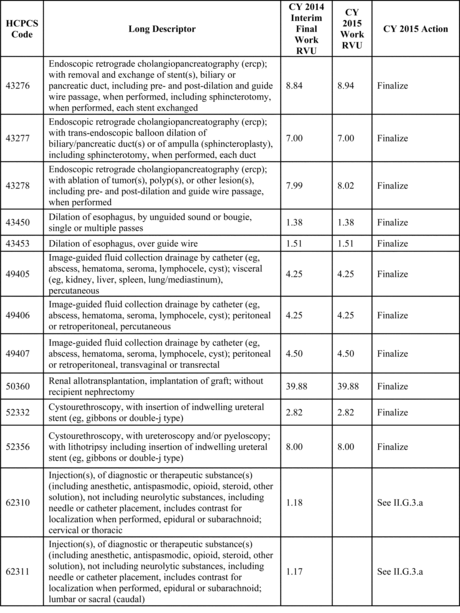 HCPCS Code
Long Descriptor
CY 2014 Interim Final Work RVU
CY 2015 Work RVU
CY 2015 Action
43276
Endoscopic retrograde cholangiopancreatography (ercp);
with removal and exchange of stent(s), biliary or
pancreatic duct, including pre- and post-dilation and guide
wire passage, when performed, including sphincterotomy,
when performed, each stent exchanged
8.84
8.94
Finalize
43277
Endoscopic retrograde cholangiopancreatography (ercp);
with trans-endoscopic balloon dilation of
biliary/pancreatic duct(s) or of ampulla (sphincteroplasty),
including sphincterotomy, when performed, each duct
7.00
7.00
Finalize
43278
Endoscopic retrograde cholangiopancreatography (ercp);
with ablation of tumor(s), polyp(s), or other lesion(s),
including pre- and post-dilation and guide wire passage,
when performed
7.99
8.02
Finalize
43450
Dilation of esophagus, by unguided sound or bougie,
single or multiple passes
1.38
1.38
Finalize
43453
Dilation of esophagus, over guide wire
1.51
1.51
Finalize
49405
Image-guided fluid collection drainage by catheter (eg,
abscess, hematoma, seroma, lymphocele, cyst); visceral
(eg, kidney, liver, spleen, lung/mediastinum),
percutaneous
4.25
4.25
Finalize
49406
Image-guided fluid collection drainage by catheter (eg,
abscess, hematoma, seroma, lymphocele, cyst); peritoneal
or retroperitoneal, percutaneous
4.25
4.25
Finalize
49407
Image-guided fluid collection drainage by catheter (eg,
abscess, hematoma, seroma, lymphocele, cyst); peritoneal
or retroperitoneal, transvaginal or transrectal
4.50
4.50
Finalize
50360
Renal allotransplantation, implantation of graft; without
recipient nephrectomy
39.88
39.88
Finalize
52332
Cystourethroscopy, with insertion of indwelling ureteral
stent (eg, gibbons or double-j type)
2.82
2.82
Finalize
52356
Cystourethroscopy, with ureteroscopy and/or pyeloscopy;
with lithotripsy including insertion of indwelling ureteral
stent (eg, gibbons or double-j type)
8.00
8.00
Finalize
62310
Injection(s), of diagnostic or therapeutic substance(s)
(including anesthetic, antispasmodic, opioid, steroid, other
solution), not including neurolytic substances, including
needle or catheter placement, includes contrast for
localization when performed, epidural or subarachnoid;
cervical or thoracic
1.18
See II.G.3.a
62311
Injection(s), of diagnostic or therapeutic substance(s)
(including anesthetic, antispasmodic, opioid, steroid, other
solution), not including neurolytic substances, including
needle or catheter placement, includes contrast for
localization when performed, epidural or subarachnoid;
lumbar or sacral (caudal)
1.17
See II.G.3.a